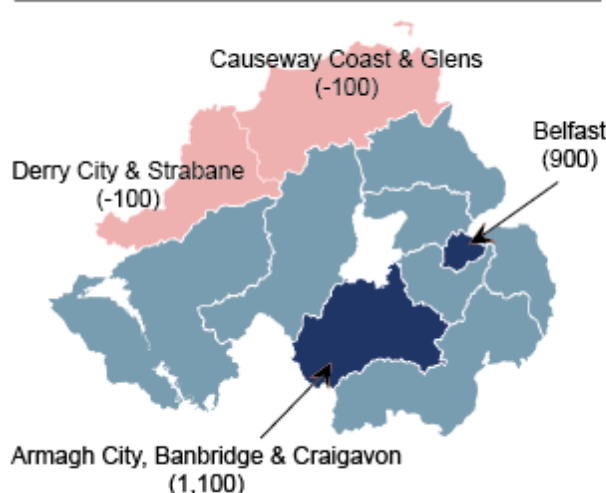 Causeway Coast & Glens
(-100)
Belfast
(900)
Derry City & Strabane
(-100)
Armagh City, Banbridge & Craigavon
(1,100)